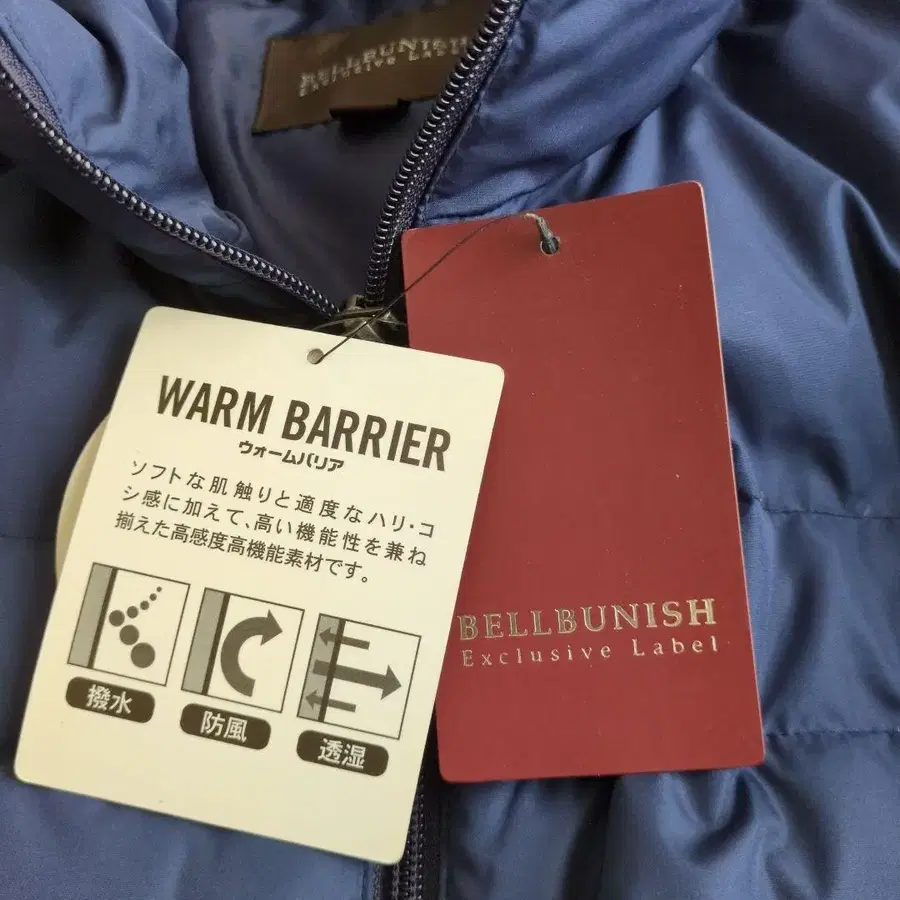 BELLBUNISH
Exclusive Label
WARM BARRIER
ウォームバリア
ソフトな肌触りと適度なハリ・コ
シ感に加えて、高い機能性を兼ね
揃えた高感度高機能素材です。
撥水
防風
透湿
BELLBUNISH
Exclusive Label